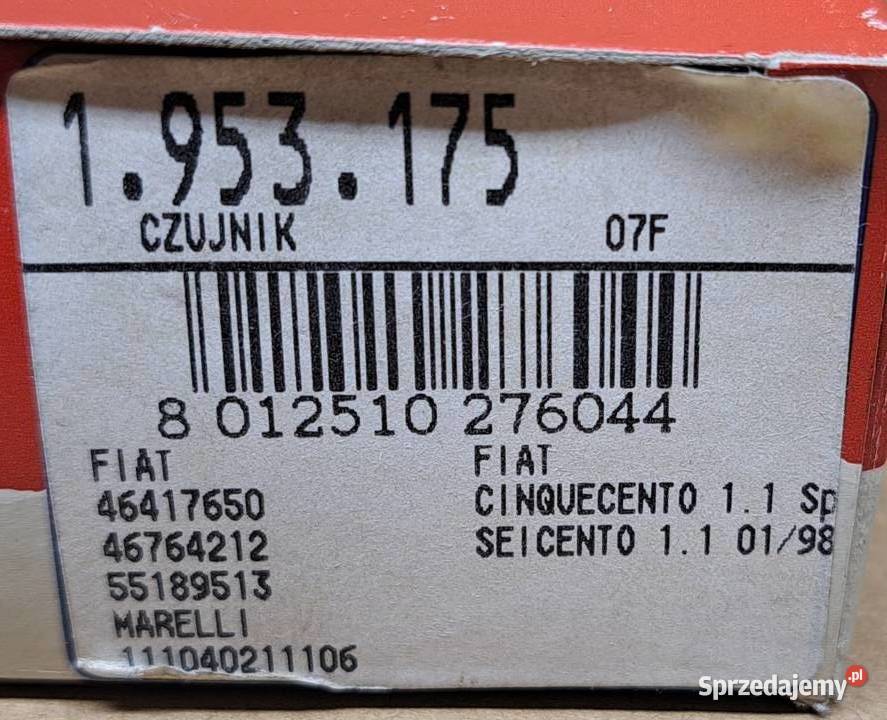 1.953.175
CZUJNIK 07F
8 012510 276044
FIAT
46417650
46764212
55189513
MARELLI
111040211106
FIAT
CINQUECENTO 1.1 Sp
SEICENTO 1.1 01/98
Sprzedajemy.pl